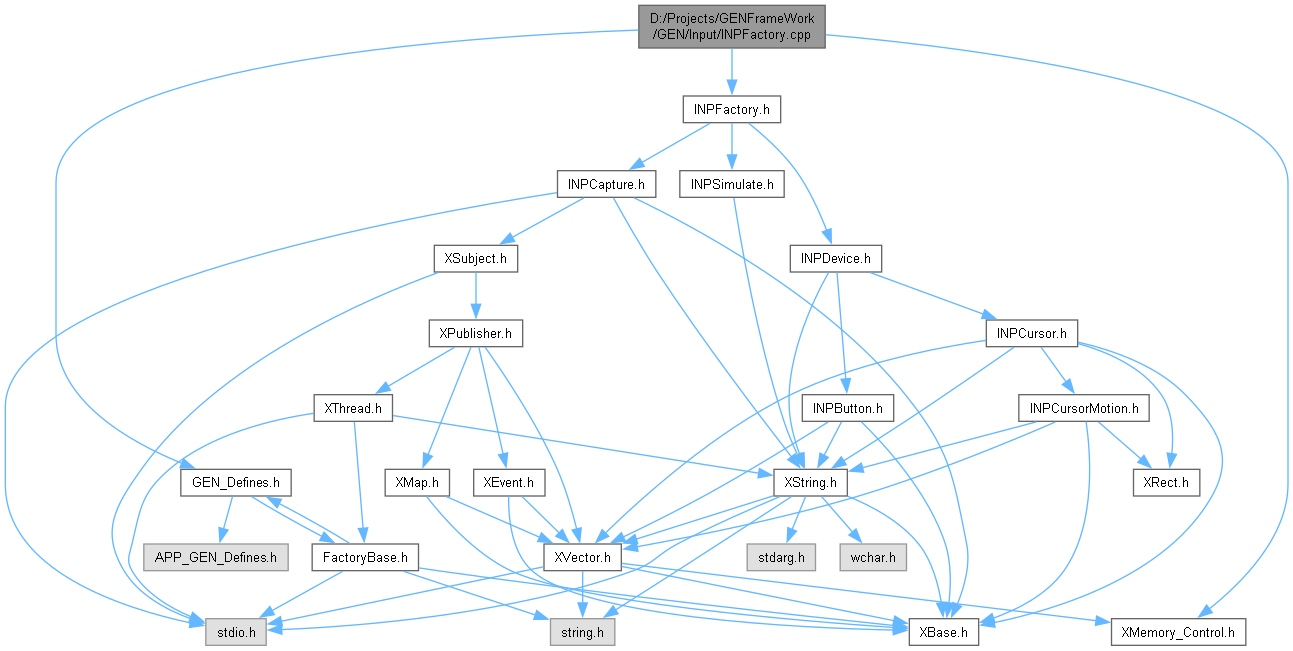 D:/Projects/GENFrameWork
/GEN/Input/INPFactory.cpp
INPFactory.h
INPCapture.h
INPSimulate.h
XSubject.h
INPDevice.h
XPublisher.h
INPCursor.h
XThread.h
INPButton.h
INPCursorMotion.h
GEN_Defines.h
XMap.h
XEvent.h
XString.h
XRect.h
APP_GEN_Defines.h
FactoryBase.h
XVector.h
stdarg.h
wchar.h
stdio.h
string.h
XBase.h
XMemory_Control.h